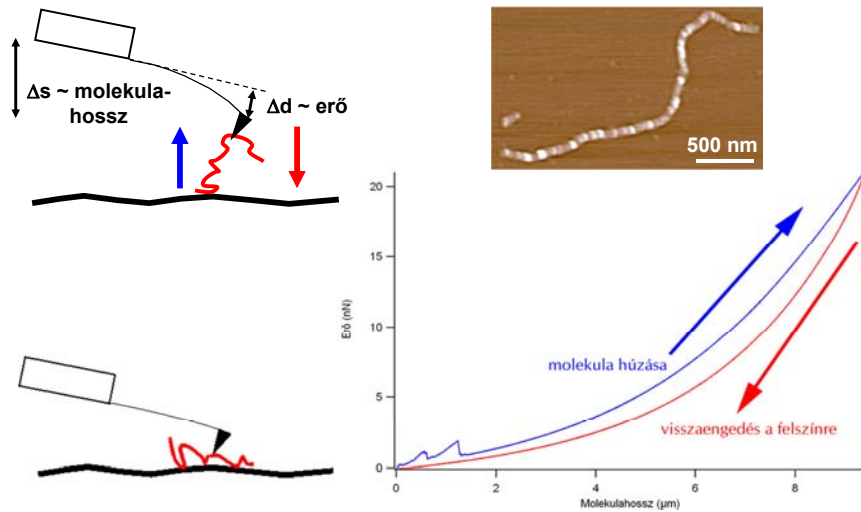 Δs ~ molekula-
hossz
Δd ~ erő
500 nm
20
15
10
5
0
Erő (nN)
molekula húzása
visszaengedés a felszínre
0
2
4
6
8
Molekulahossz (µm)